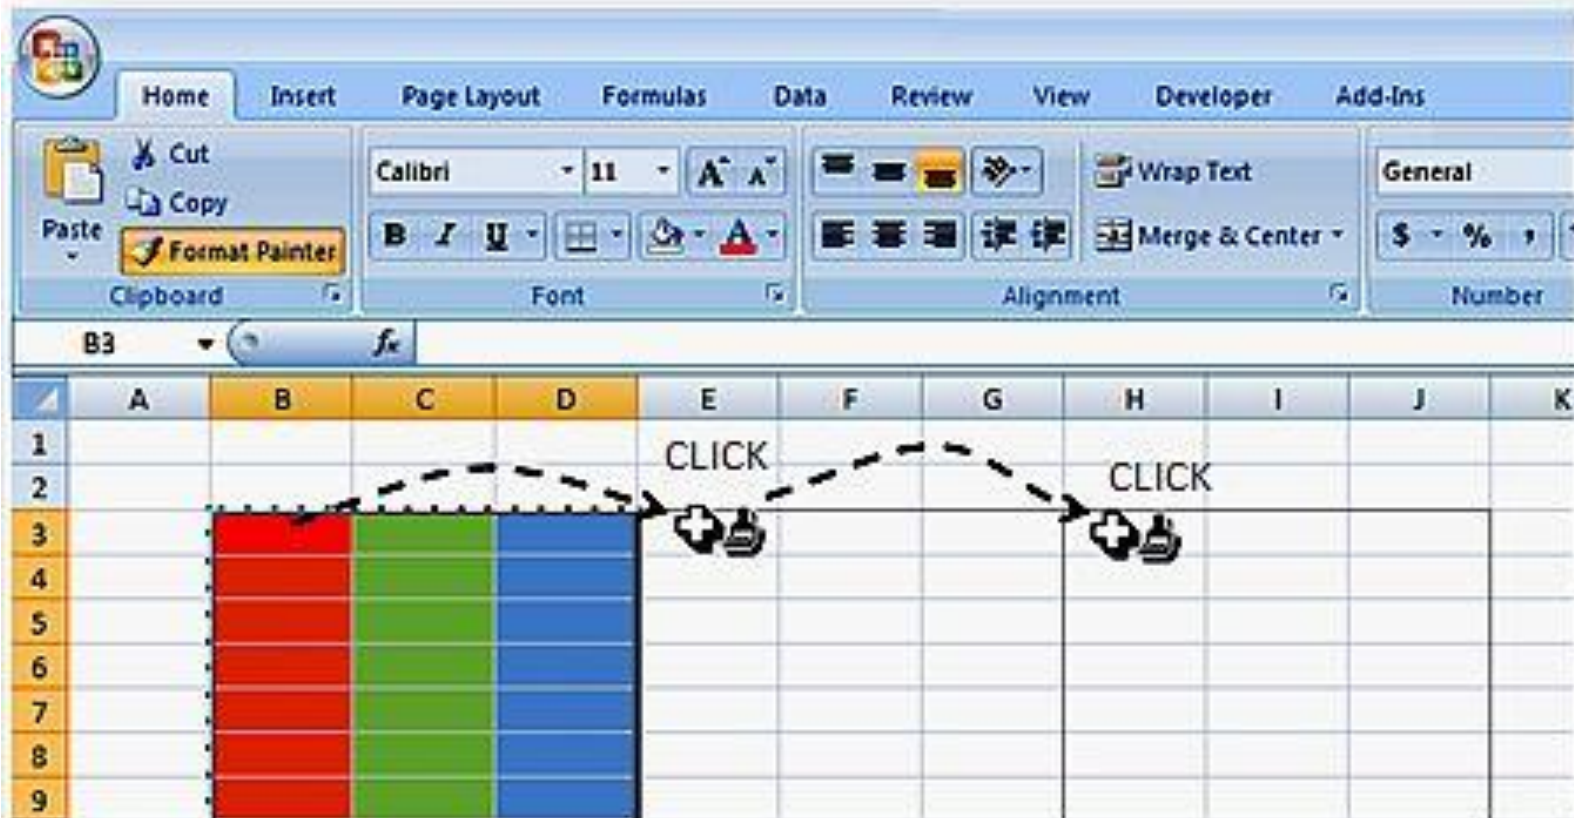 Home Insert Page Layout Formulas Data Review View Developer Add-Ins
Cut
Copy
Paste
Format Painter
Clipboard
Calibri 11 A A
B I U A
Font
Wrap Text
Merge & Center
Alignment
General
$ % ,
Number
B3 fx
A B C D E F G H I J K
1 CLICK
2 CLICK
3
4
5
6
7
8
9